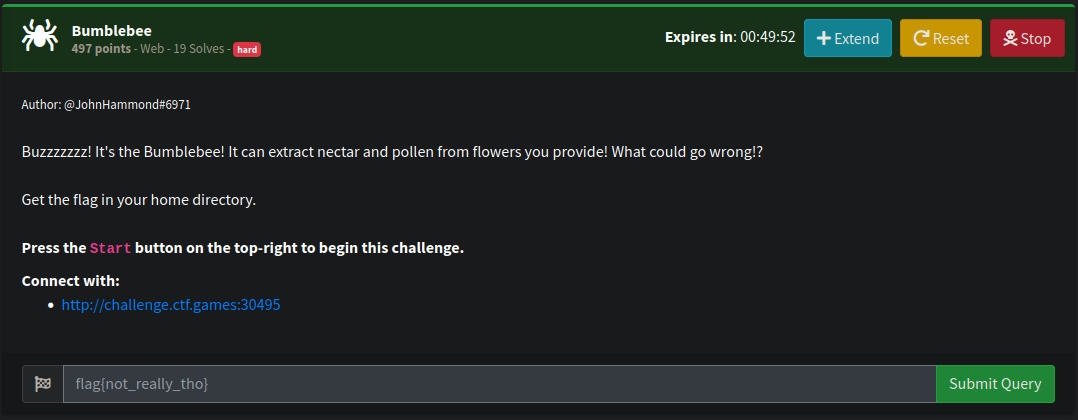 Bumblebee
497 points - Web - 19 Solves - hard
Expires in: 00:49:52
Extend
Reset
Stop
Author: @JohnHammond#6971
Buzzzzzzz! It's the Bumblebee! It can extract nectar and pollen from flowers you provide! What could go wrong!?
Get the flag in your home directory.
Press the Start button on the top-right to begin this challenge.
Connect with:
• http://challenge.ctf.games:30495
flag{not_really_tho}
Submit Query